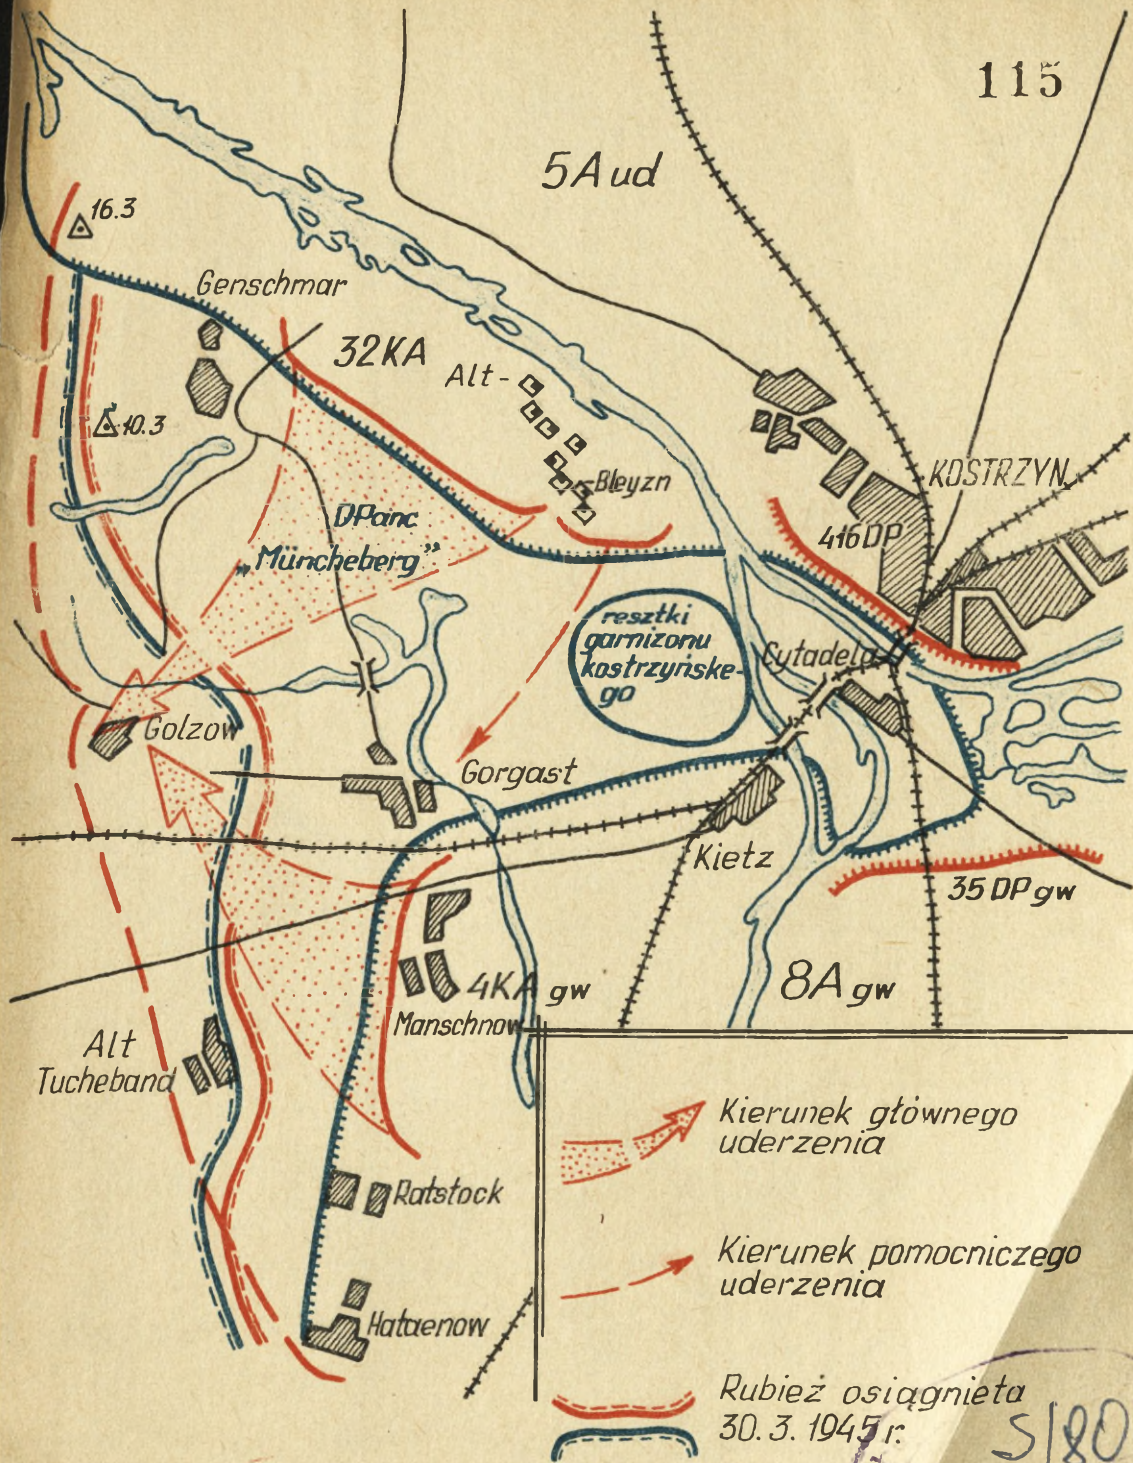 115
5A ud
16.3
Genschmar
32KA
Alt-
10.3
Bleyzn
KOSTRZYN
DPanc
„Müncheberg”
416DP
resztki
garnizonu
kostrzyńske-
go
Cytadela
Golzow
Gorgast
Kietz
35 DP gw
4KA gw
8A gw
Manschnow
Alt
Tucheband
Kierunek głównego
uderzenia
Ratstock
Kierunek pomocniczego
uderzenia
Hataenow
Rubież osiągnięta
30.3.1945 r.
S/80